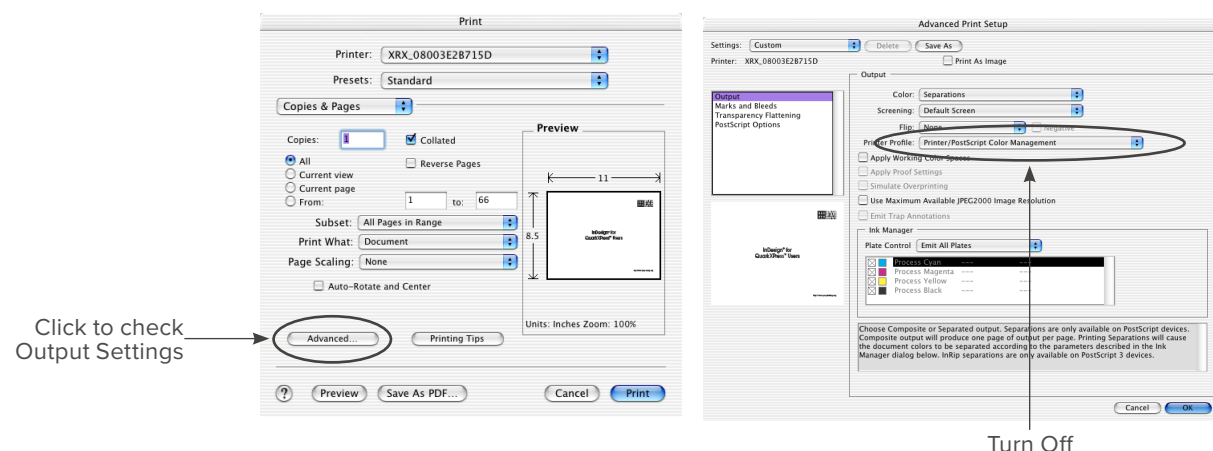 Print
Printer: XRX_08003E2B715D
Presets: Standard
Copies & Pages
Copies: 1 Collated
All Reverse Pages
Current view
Current page
From: 1 to: 66
Subset: All Pages in Range
Print What: Document
Page Scaling: None
Auto-Rotate and Center
Preview
11
8.5
InDesign® for
QuarkXPress® Users
Units: Inches Zoom: 100%
Advanced... Printing Tips
? Preview Save As PDF... Cancel Print
Click to check
Output Settings
Advanced Print Setup
Settings: Custom Delete Save As
Printer: XRX_08003E2B715D Print As Image
Output
Marks and Bleeds
Transparency Flattening
PostScript Options
InDesign® for
QuarkXPress® Users
Output
Color: Separations
Screening: Default Screen
Flip: None Negative
Printer Profile: Printer/PostScript Color Management
Apply Working Color Spaces
Apply Proof Settings
Simulate Overprinting
Use Maximum Available JPEG2000 Image Resolution
Emit Trap Annotations
Ink Manager
Plate Control Emit All Plates
Process Cyan --- ---
Process Magenta --- ---
Process Yellow --- ---
Process Black --- ---
Choose Composite or Separated output. Separations are only available on PostScript devices.
Composite output will produce one page of output per page. Printing Separations will cause
the document colors to be separated according to the parameters described in the Ink
Manager dialog below. InRip separations are only available on PostScript 3 devices.
Cancel OK
Turn Off